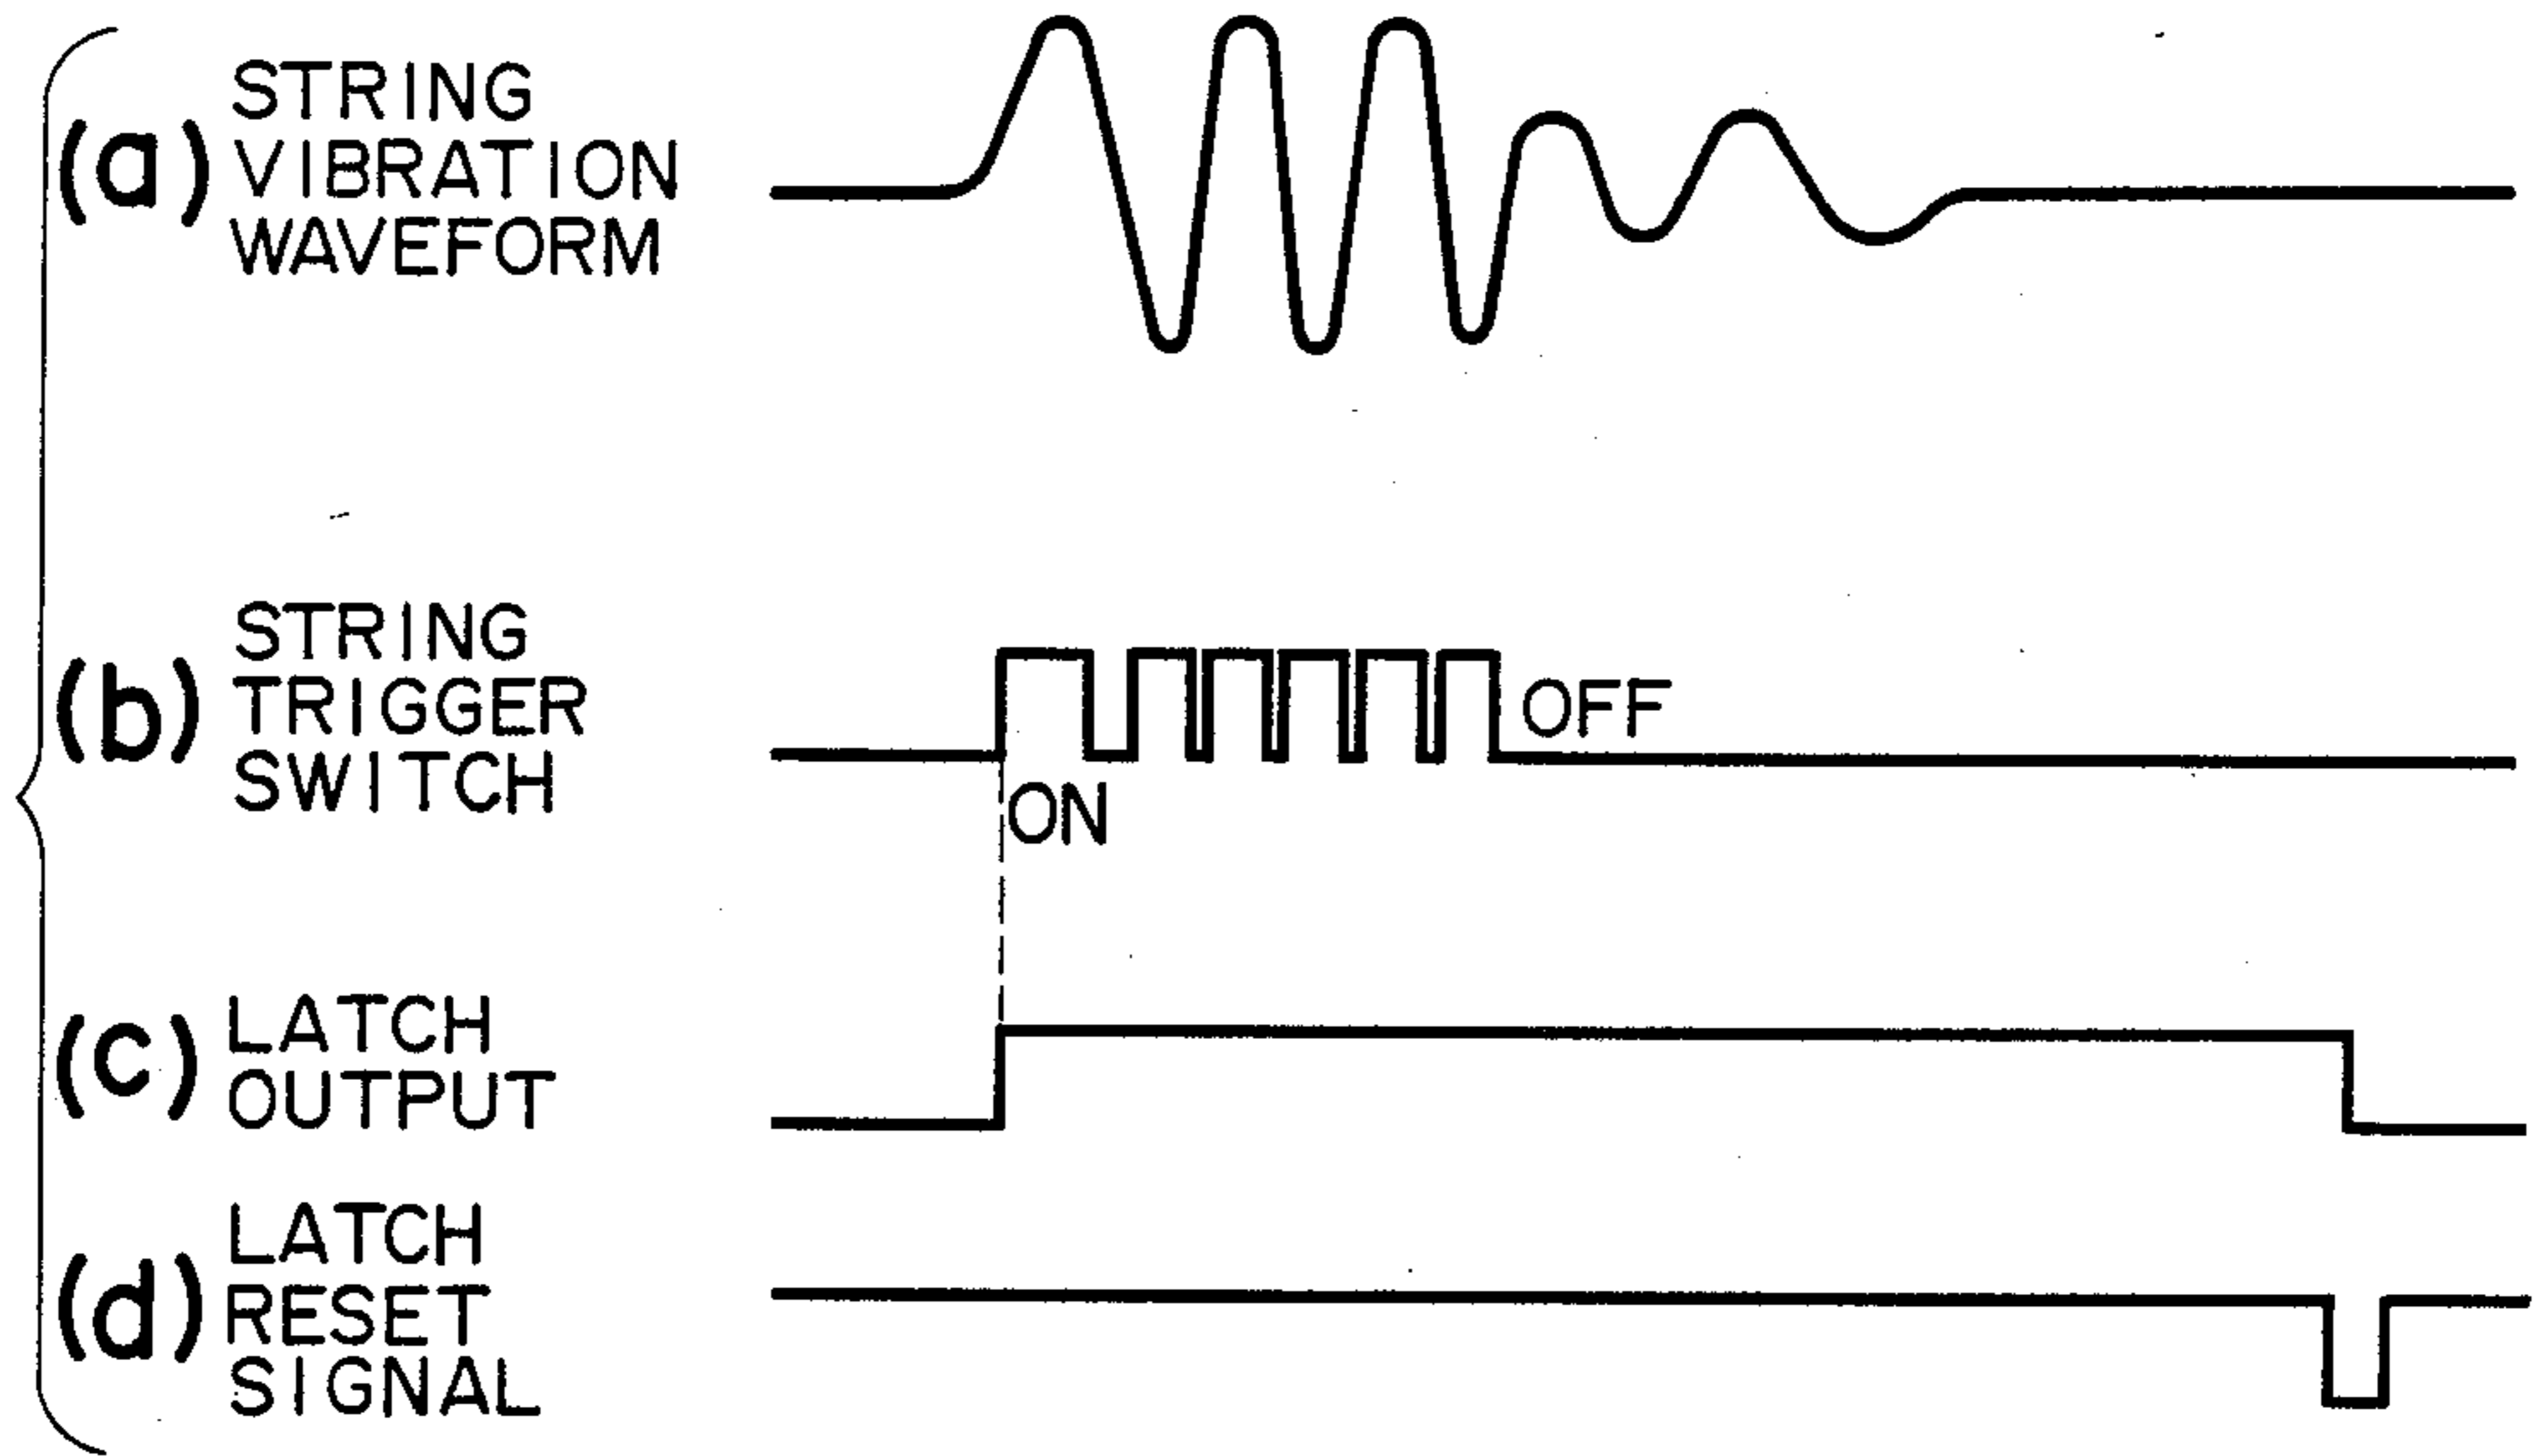 (a) STRING
VIBRATION
WAVEFORM
(b) STRING
TRIGGER
SWITCH
OFF
ON
(c) LATCH
OUTPUT
(d) LATCH
RESET
SIGNAL